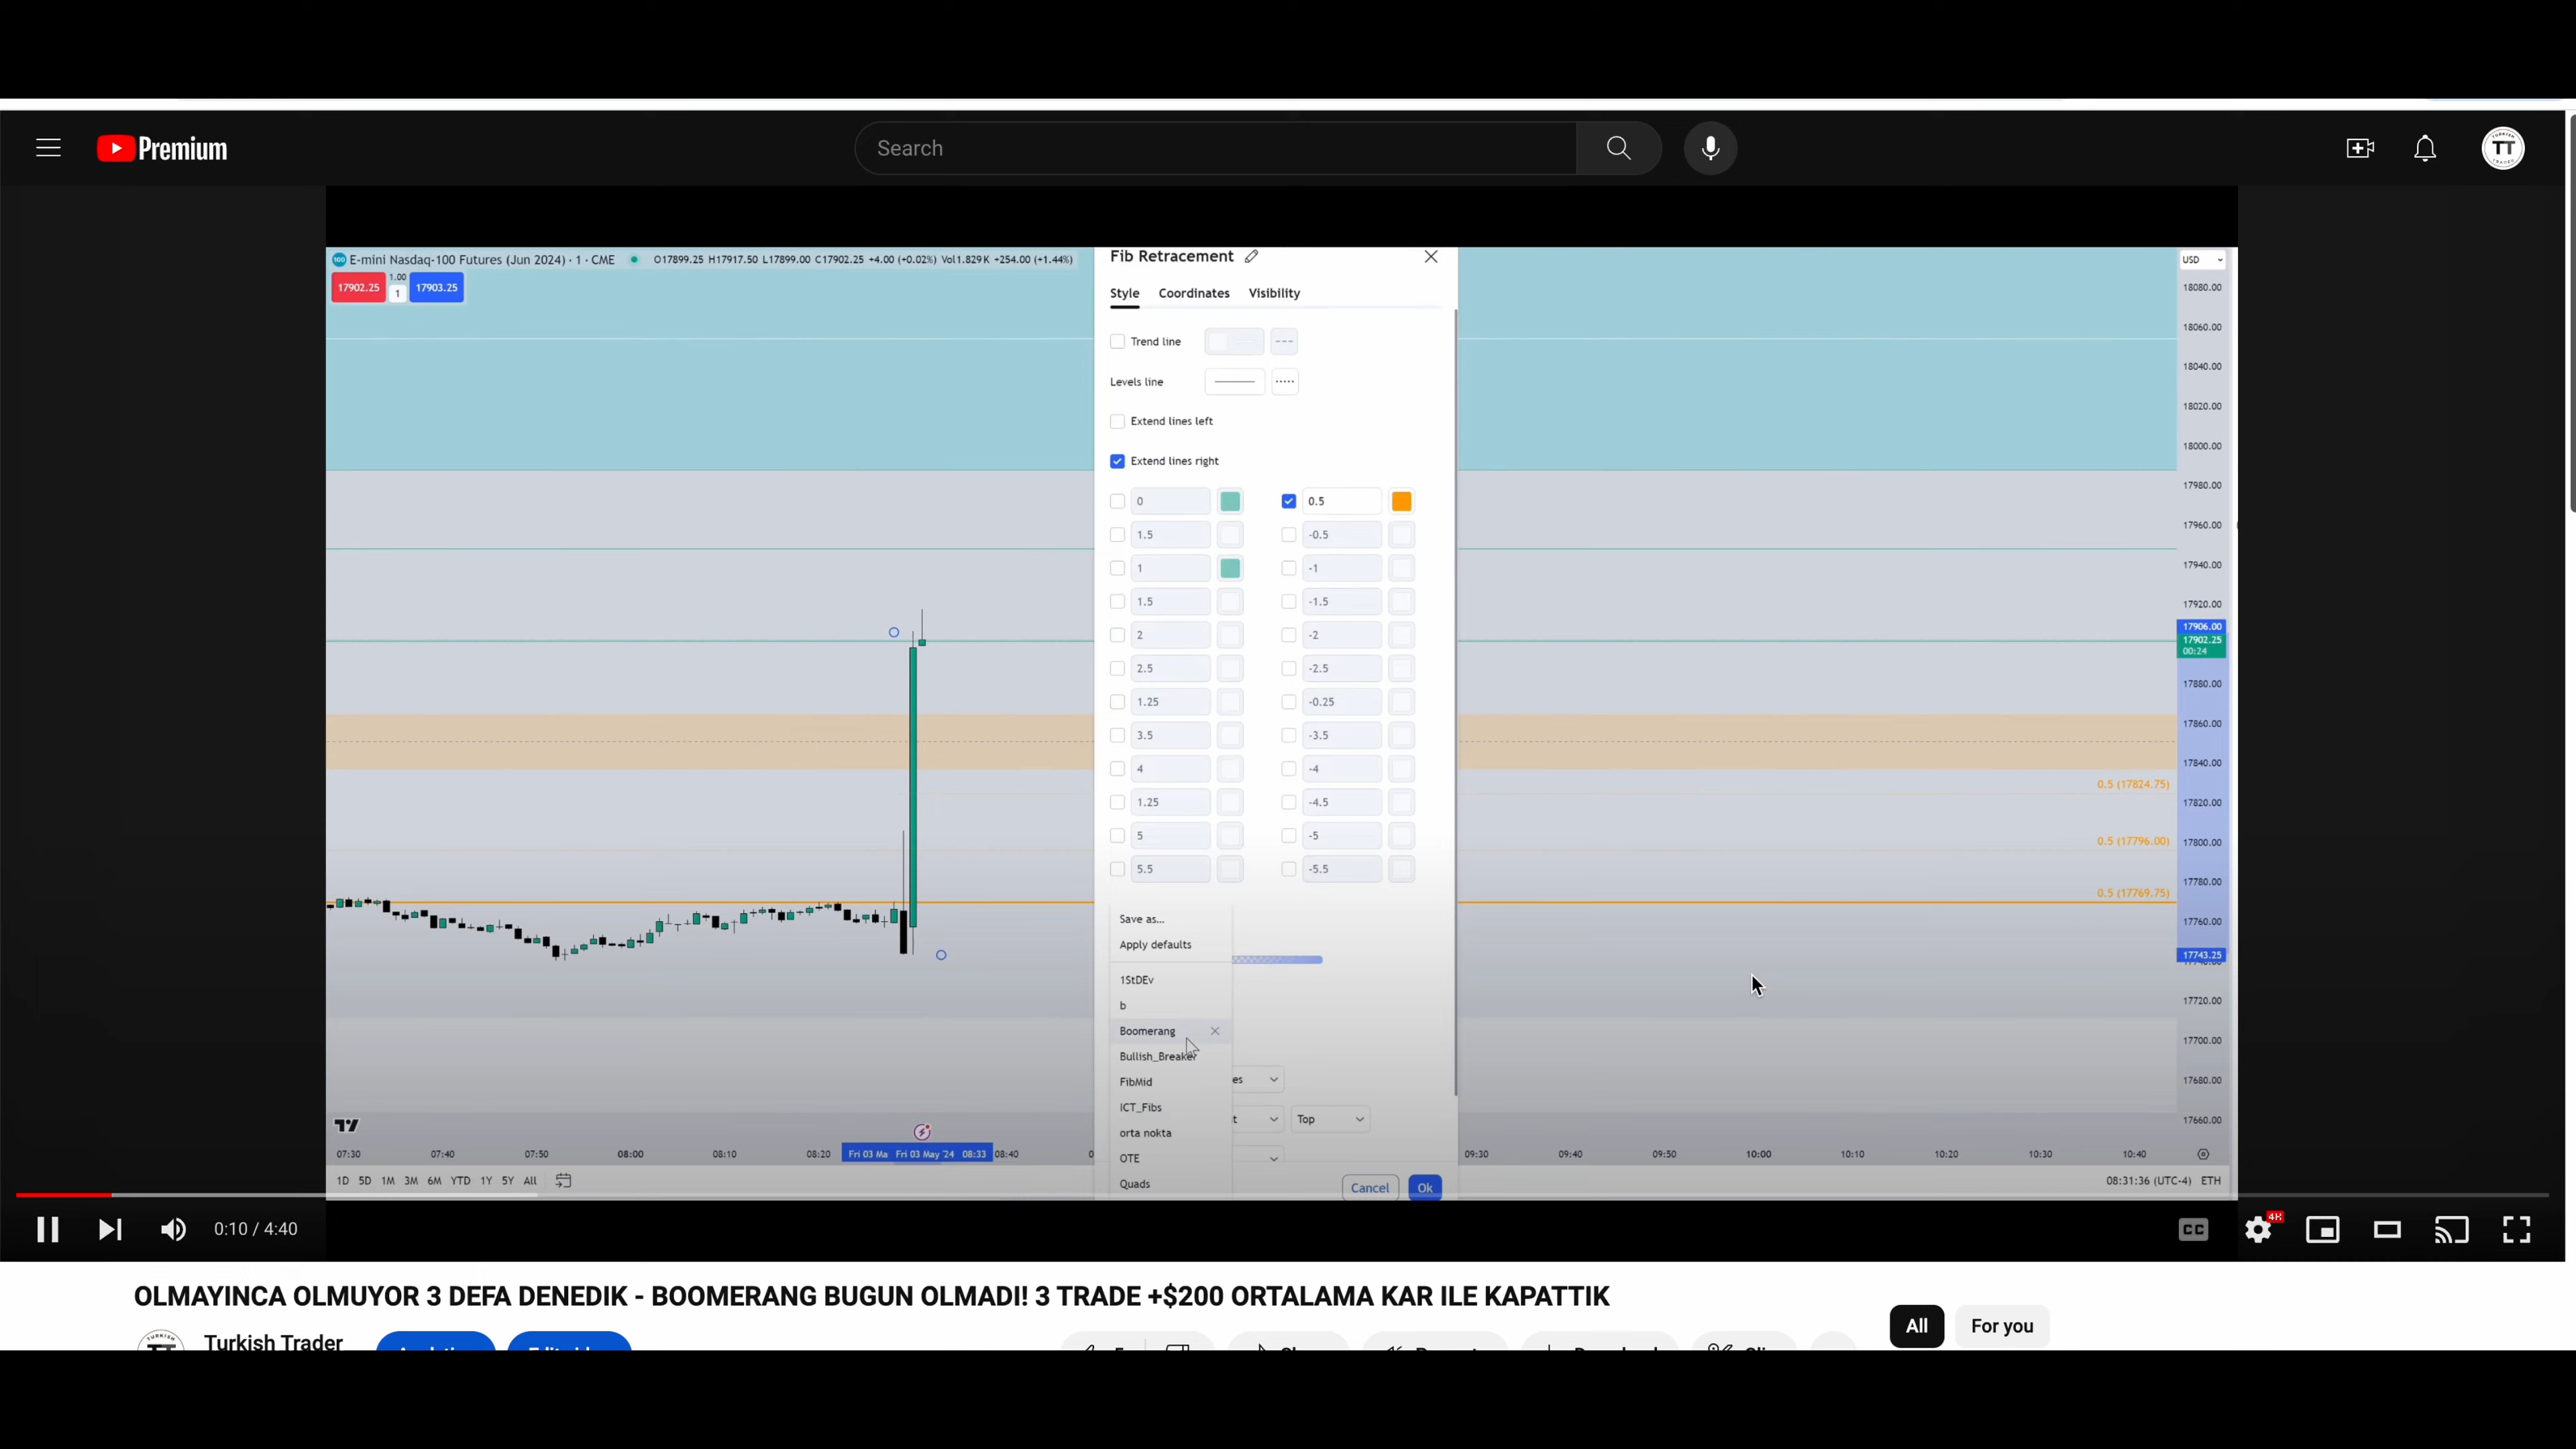 Premium
Search
TURKISH
TT
E-mini Nasdaq-100 Futures (Jun 2024) · 1 · CME
O17899.25 H17917.50 L17899.00 C17902.25 +4.00 (+0.02%) Vol1.829 K +254.00 (+1.44%)
17902.25
1.00
1
17903.25
Fib Retracement
Style
Coordinates
Visibility
Trend line
Levels line
Extend lines left
Extend lines right
0
0.5
1.5
-0.5
1
-1
1.5
-1.5
2
-2
2.5
-2.5
1.25
-0.25
3.5
-3.5
4
-4
1.25
-4.5
5
-5
5.5
-5.5
Save as...
Apply defaults
1StDEv
b
Boomerang
Bullish_Breaker
FibMid
ICT_Fibs
orta nokta
OTE
Quads
es
t
Top
Cancel
Ok
USD
18080.00
18060.00
18040.00
18020.00
18000.00
17980.00
17960.00
17940.00
17920.00
17906.00
17902.25
00:24
17880.00
17860.00
17840.00
17820.00
17800.00
17780.00
17760.00
17743.25
17720.00
17700.00
17680.00
17660.00
0.5 (17824.75)
0.5 (17796.00)
0.5 (17769.75)
07:30
07:40
07:50
08:00
08:10
08:20
Fri 03 Ma
Fri 03 May '24
08:33
08:40
0
09:30
09:40
09:50
10:00
10:10
10:20
10:30
10:40
1D
5D
1M
3M
6M
YTD
1Y
5Y
All
08:31:36 (UTC-4)
ETH
0:10 / 4:40
CC
4K
OLMAYINCA OLMUYOR 3 DEFA DENEDIK - BOOMERANG BUGUN OLMADI! 3 TRADE +$200 ORTALAMA KAR ILE KAPATTIK
Turkish Trader
All
For you